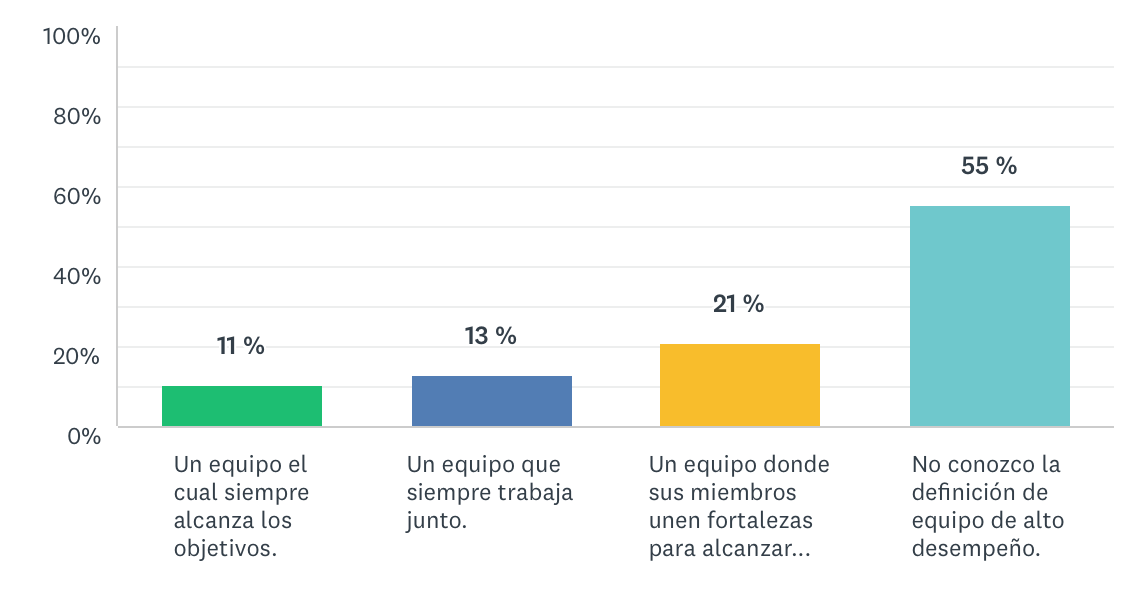 100%
80%
60%
40%
20%
0%
11 %
13 %
21 %
55 %
Un equipo el
cual siempre
alcanza los
objetivos.
Un equipo que
siempre trabaja
junto.
Un equipo donde
sus miembros
unen fortalezas
para alcanzar...
No conozco la
definición de
equipo de alto
desempeño.